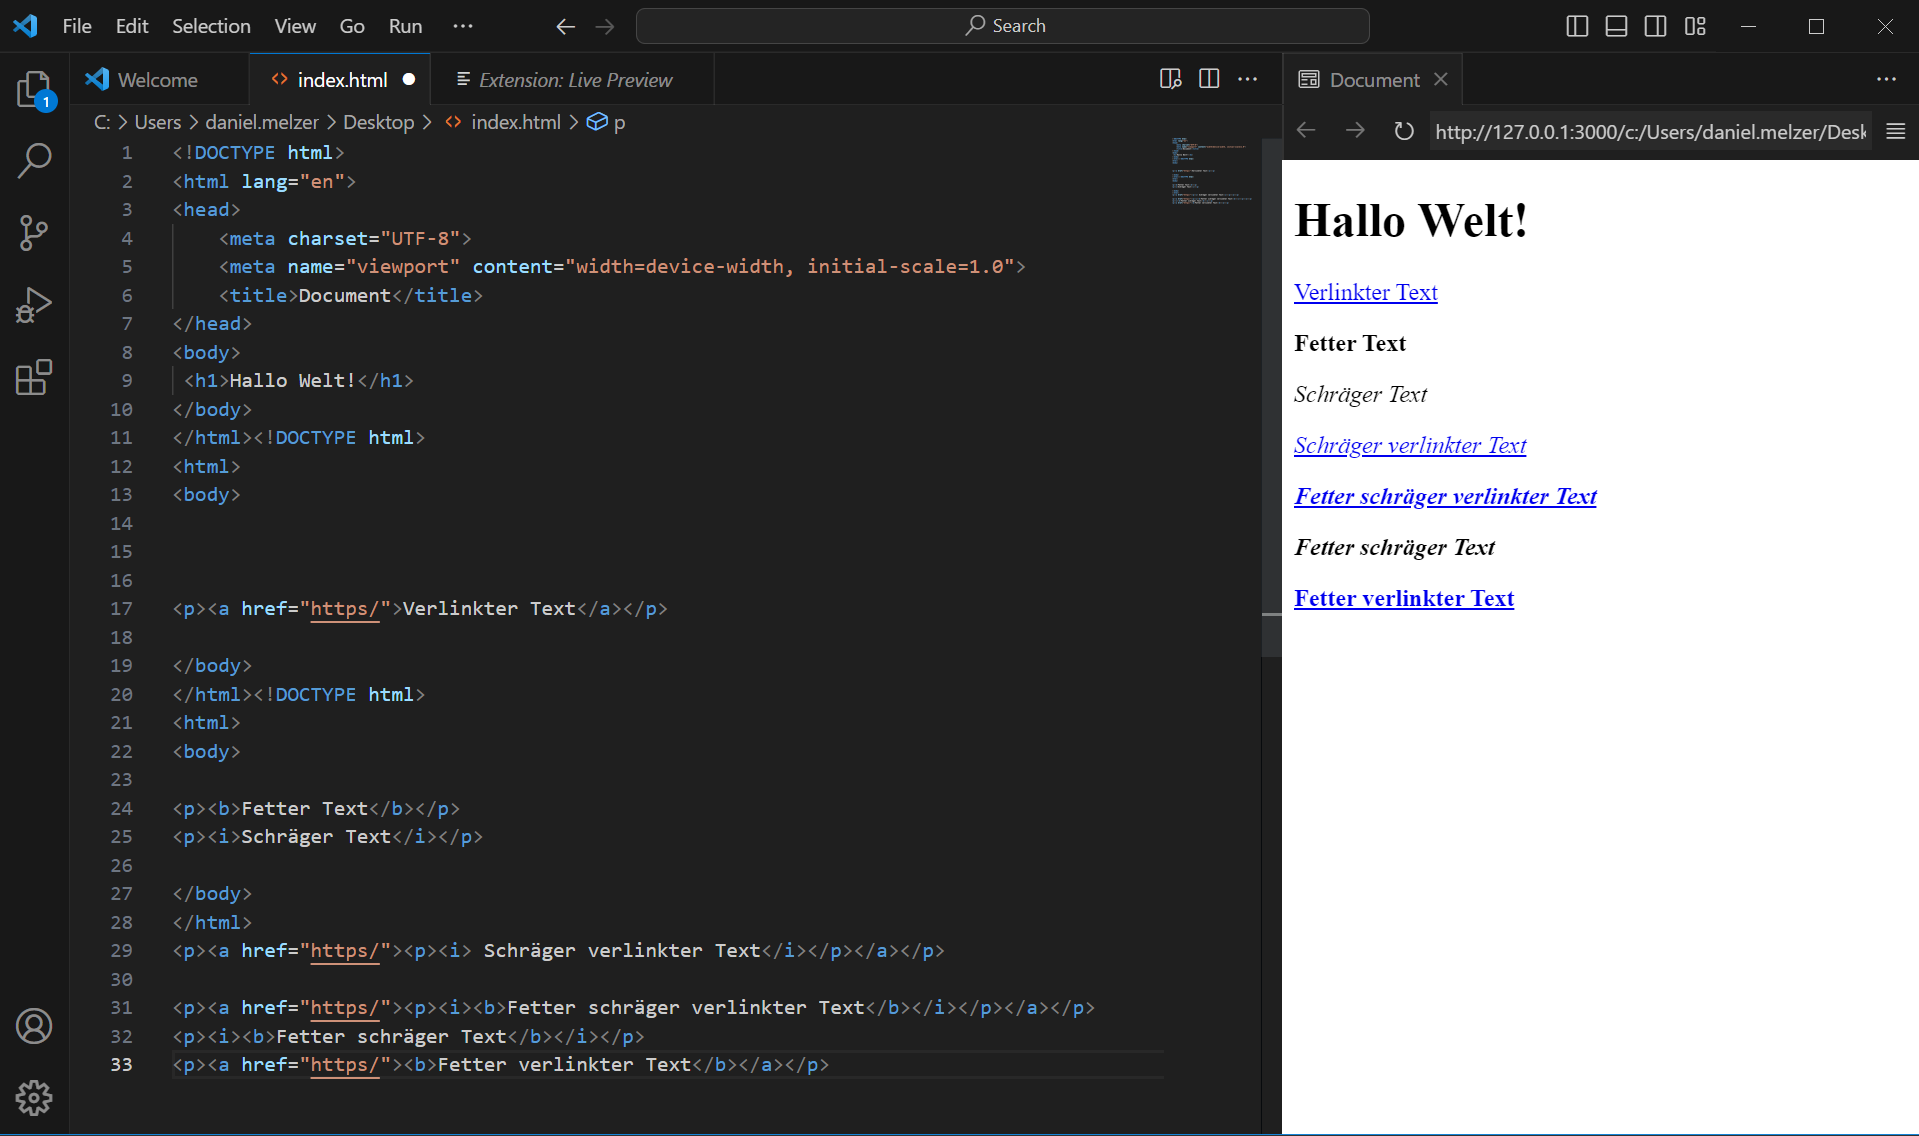 File Edit Selection View Go Run ··· Search
Welcome index.html Extension: Live Preview ··· Document ···
C: > Users > daniel.melzer > Desktop > index.html > p
http://127.0.0.1:3000/c:/Users/daniel.melzer/Desk
1
1 <!DOCTYPE html>
2 <html lang="en">
3 <head>
4 <meta charset="UTF-8">
5 <meta name="viewport" content="width=device-width, initial-scale=1.0">
6 <title>Document</title>
7 </head>
8 <body>
9 <h1>Hallo Welt!</h1>
10 </body>
11 </html><!DOCTYPE html>
12 <html>
13 <body>
14
15
16
17 <p><a href="https/">Verlinkter Text</a></p>
18
19 </body>
20 </html><!DOCTYPE html>
21 <html>
22 <body>
23
24 <p><b>Fetter Text</b></p>
25 <p><i>Schräger Text</i></p>
26
27 </body>
28 </html>
29 <p><a href="https/"><p><i> Schräger verlinkter Text</i></p></a></p>
30
31 <p><a href="https/"><p><i><b>Fetter schräger verlinkter Text</b></i></p></a></p>
32 <p><i><b>Fetter schräger Text</b></i></p>
33 <p><a href="https/"><b>Fetter verlinkter Text</b></a></p>
Hallo Welt!
Verlinkter Text
Fetter Text
Schräger Text
Schräger verlinkter Text
Fetter schräger verlinkter Text
Fetter schräger Text
Fetter verlinkter Text